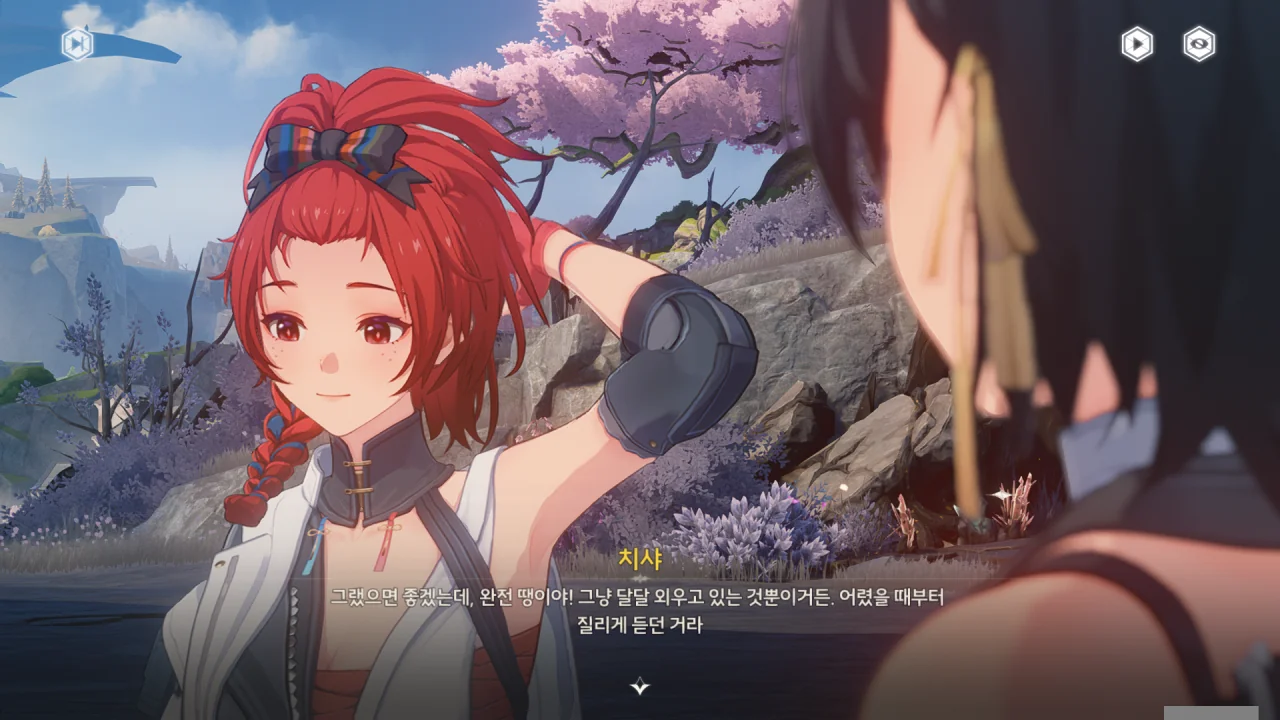 치샤
그랬으면 좋겠는데, 완전 땡이야! 그냥 달달 외우고 있는 것뿐이거든. 어렸을 때부터
질리게 듣던 거라